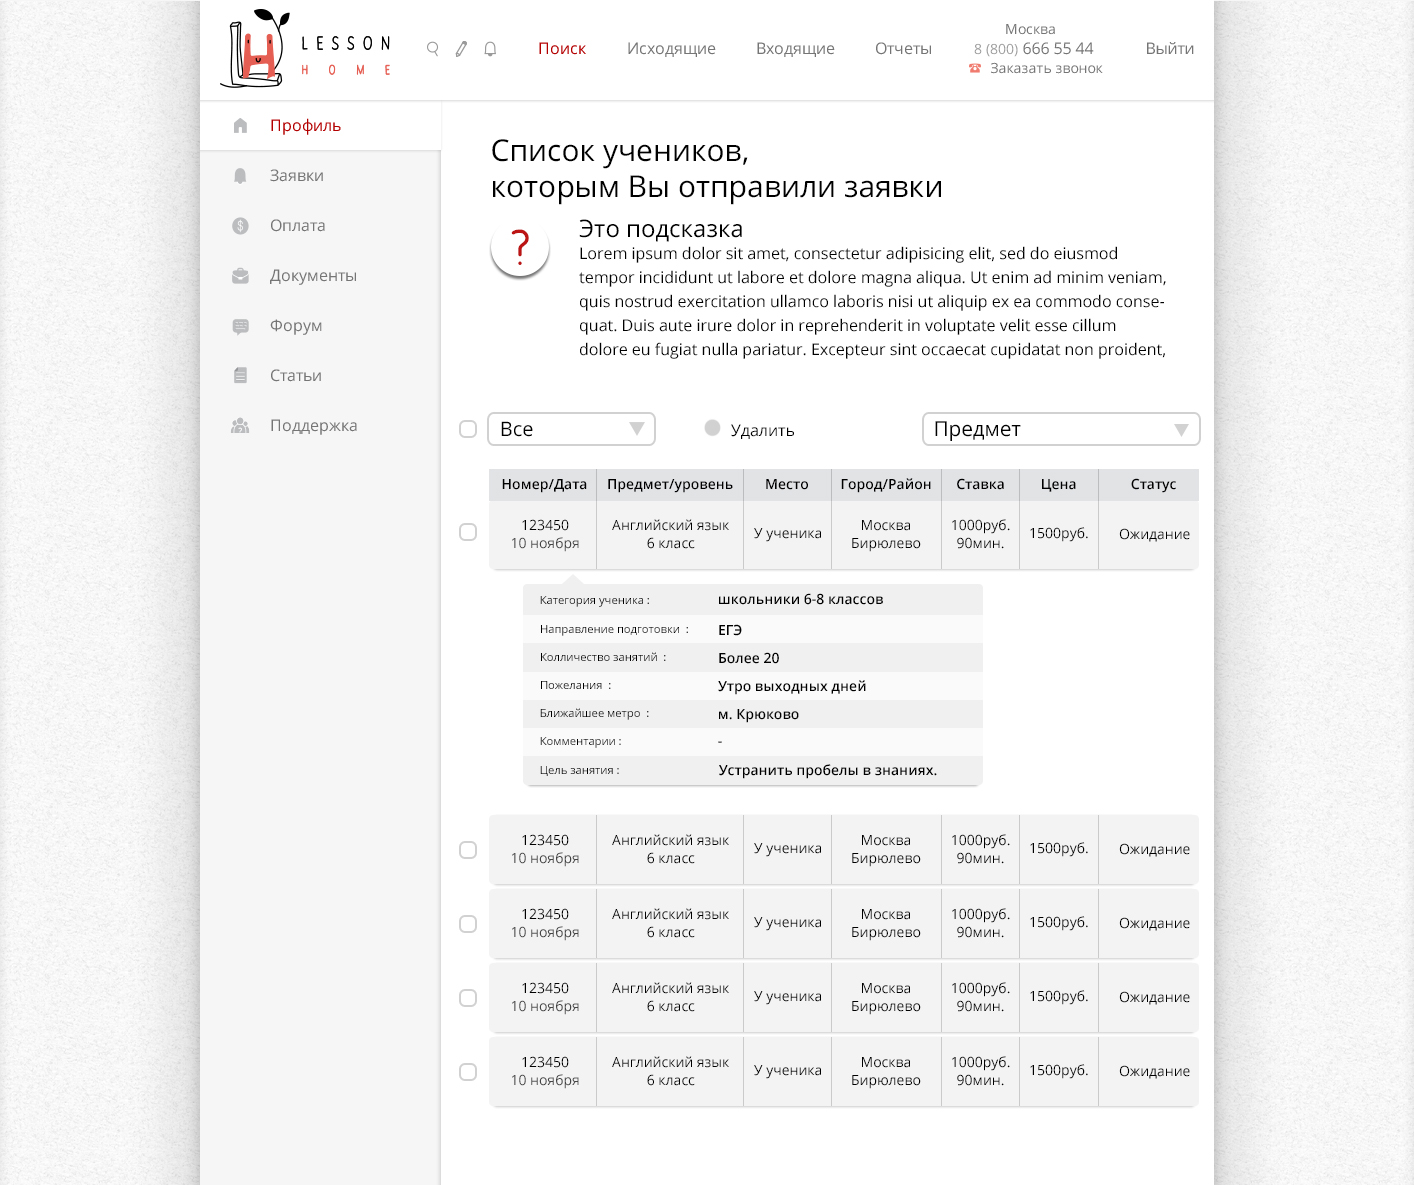 LESSON
HOME
Поиск
Исходящие
Входящие
Отчеты
Москва
8 (800) 666 55 44
Заказать звонок
Выйти
Профиль
Заявки
Оплата
Документы
Форум
Статьи
Поддержка
Список учеников,
которым Вы отправили заявки
?
Это подсказка
Lorem ipsum dolor sit amet, consectetur adipisicing elit, sed do eiusmod
tempor incididunt ut labore et dolore magna aliqua. Ut enim ad minim veniam,
quis nostrud exercitation ullamco laboris nisi ut aliquip ex ea commodo conse-
quat. Duis aute irure dolor in reprehenderit in voluptate velit esse cillum
dolore eu fugiat nulla pariatur. Excepteur sint occaecat cupidatat non proident,
Все
Удалить
Предмет
Номер/Дата Предмет/уровень Место Город/Район Ставка Цена Статус
123450 Английский язык У ученика Москва 1000руб. 1500руб. Ожидание
10 ноября 6 класс Бирюлево 90мин.
Категория ученика : школьники 6-8 классов
Направление подготовки : ЕГЭ
Колличество занятий : Более 20
Пожелания : Утро выходных дней
Ближайшее метро : м. Крюково
Комментарии : -
Цель занятия : Устранить пробелы в знаниях.
123450 Английский язык У ученика Москва 1000руб. 1500руб. Ожидание
10 ноября 6 класс Бирюлево 90мин.
123450 Английский язык У ученика Москва 1000руб. 1500руб. Ожидание
10 ноября 6 класс Бирюлево 90мин.
123450 Английский язык У ученика Москва 1000руб. 1500руб. Ожидание
10 ноября 6 класс Бирюлево 90мин.
123450 Английский язык У ученика Москва 1000руб. 1500руб. Ожидание
10 ноября 6 класс Бирюлево 90мин.